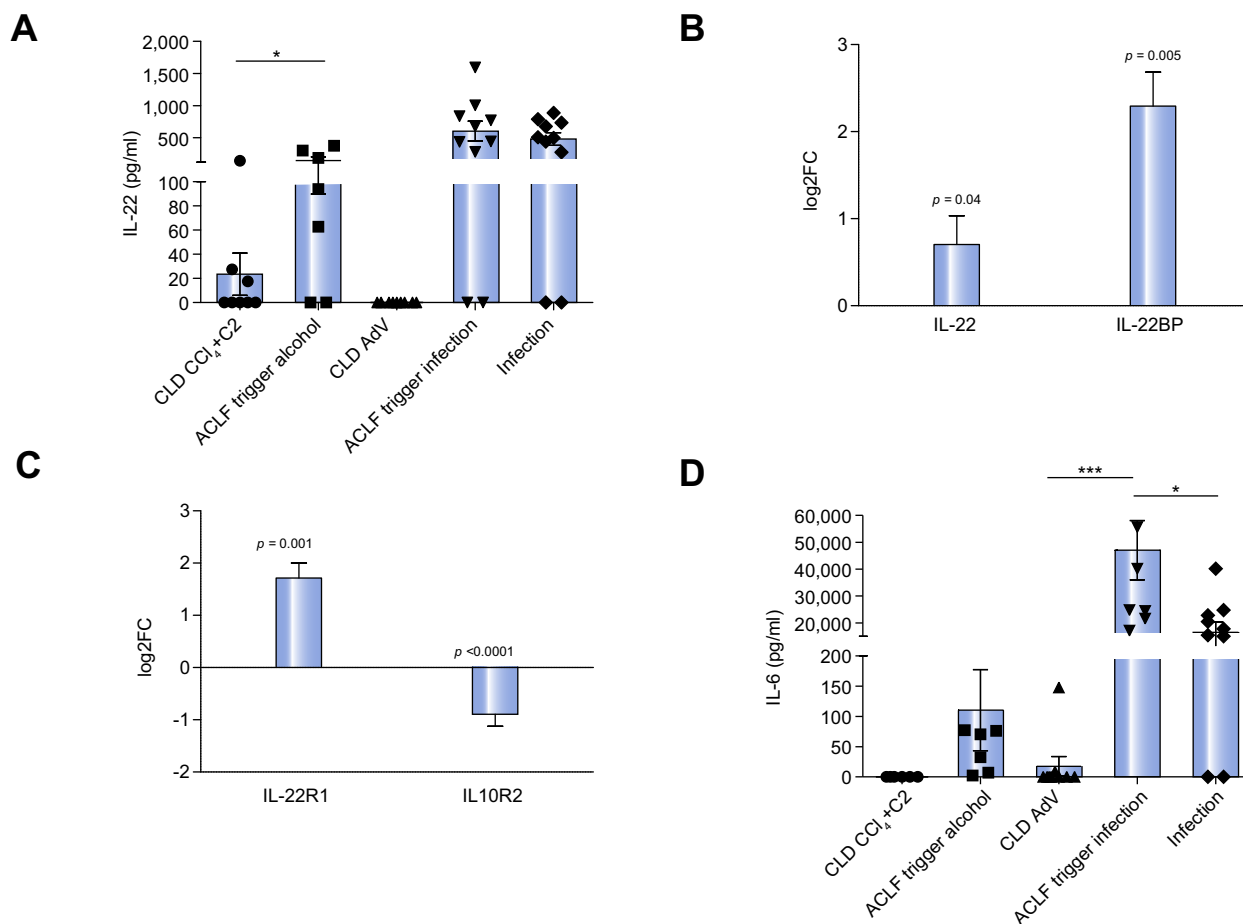 A
IL-22 (pg/ml)
2,000
1,500
1,000
500
100
80
60
40
20
0
*
CLD CCl4+C2
ACLF trigger alcohol
CLD AdV
ACLF trigger infection
Infection
B
log2FC
3
2
1
0
p = 0.04
p = 0.005
IL-22
IL-22BP
C
log2FC
3
2
1
0
-1
-2
p = 0.001
p <0.0001
IL-22R1
IL10R2
D
IL-6 (pg/ml)
60,000
50,000
40,000
30,000
20,000
200
150
100
50
0
***
*
CLD CCl4+C2
ACLF trigger alcohol
CLD AdV
ACLF trigger infection
Infection